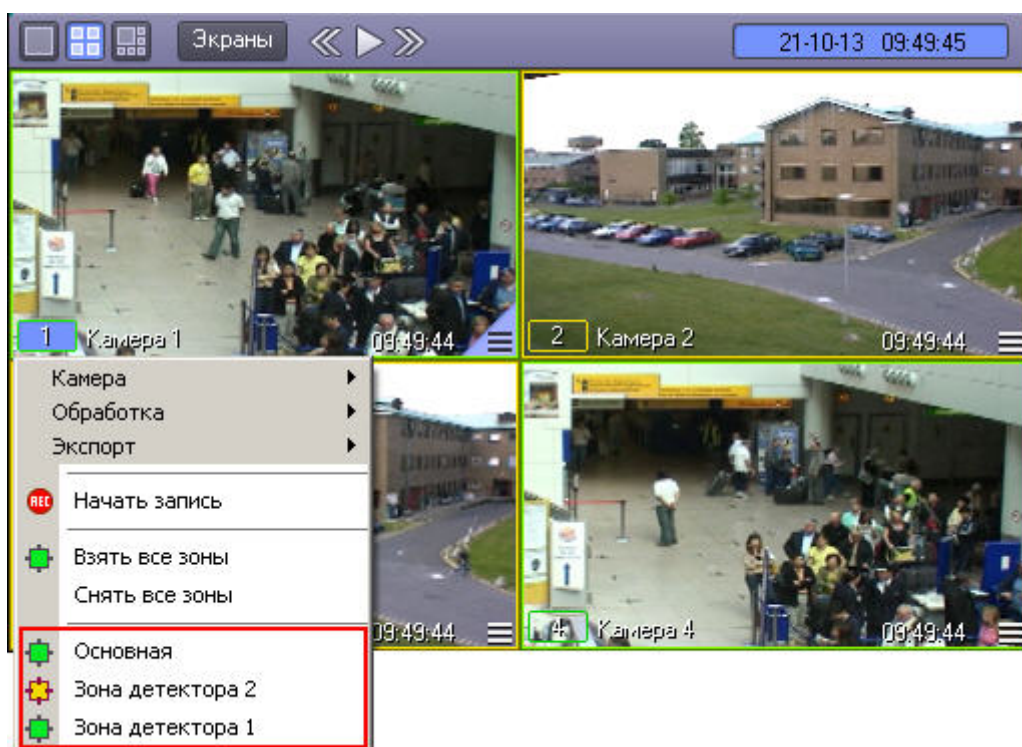 Экраны
21-10-13 09:49:45
1 Камера 1 09:49:44
2 Камера 2 09:49:44
Камера
Обработка
Экспорт
REC Начать запись
Взять все зоны
Снять все зоны
09:49:44
4 Камера 4 09:49:44
Основная
Зона детектора 2
Зона детектора 1